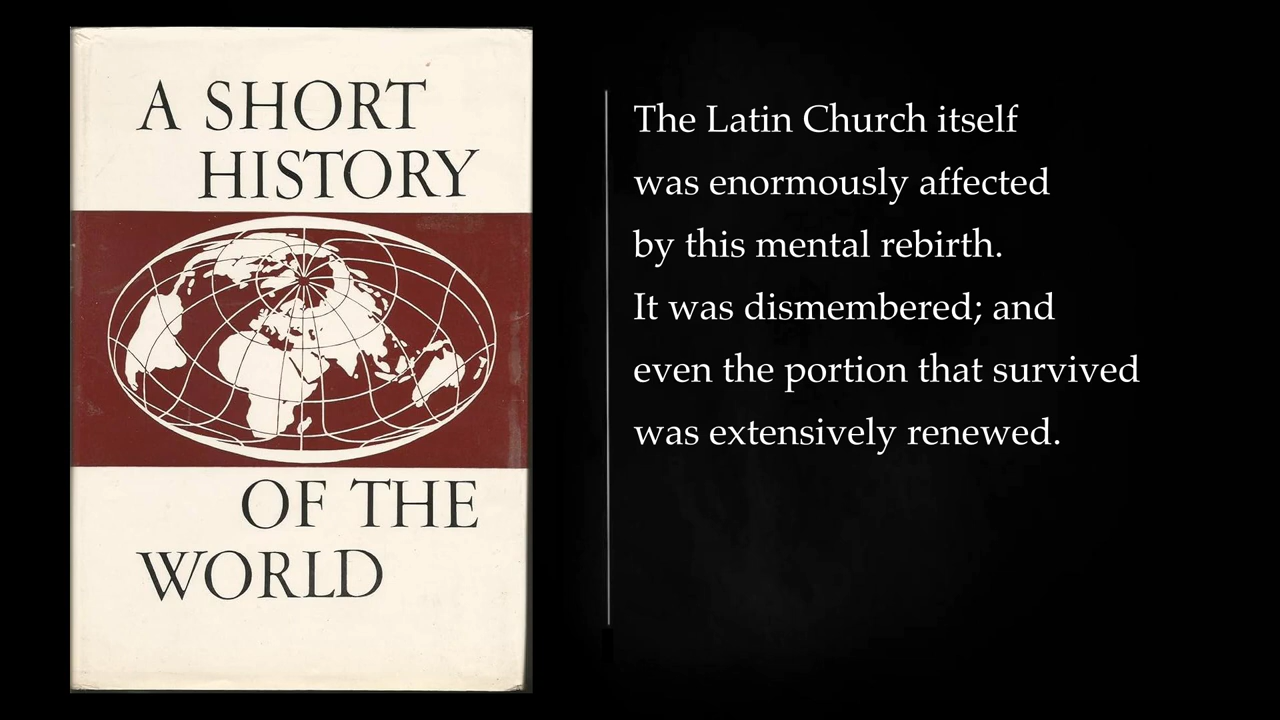 A SHORT
HISTORY
OF THE
WORLD
The Latin Church itself
was enormously affected
by this mental rebirth.
It was dismembered; and
even the portion that survived
was extensively renewed.